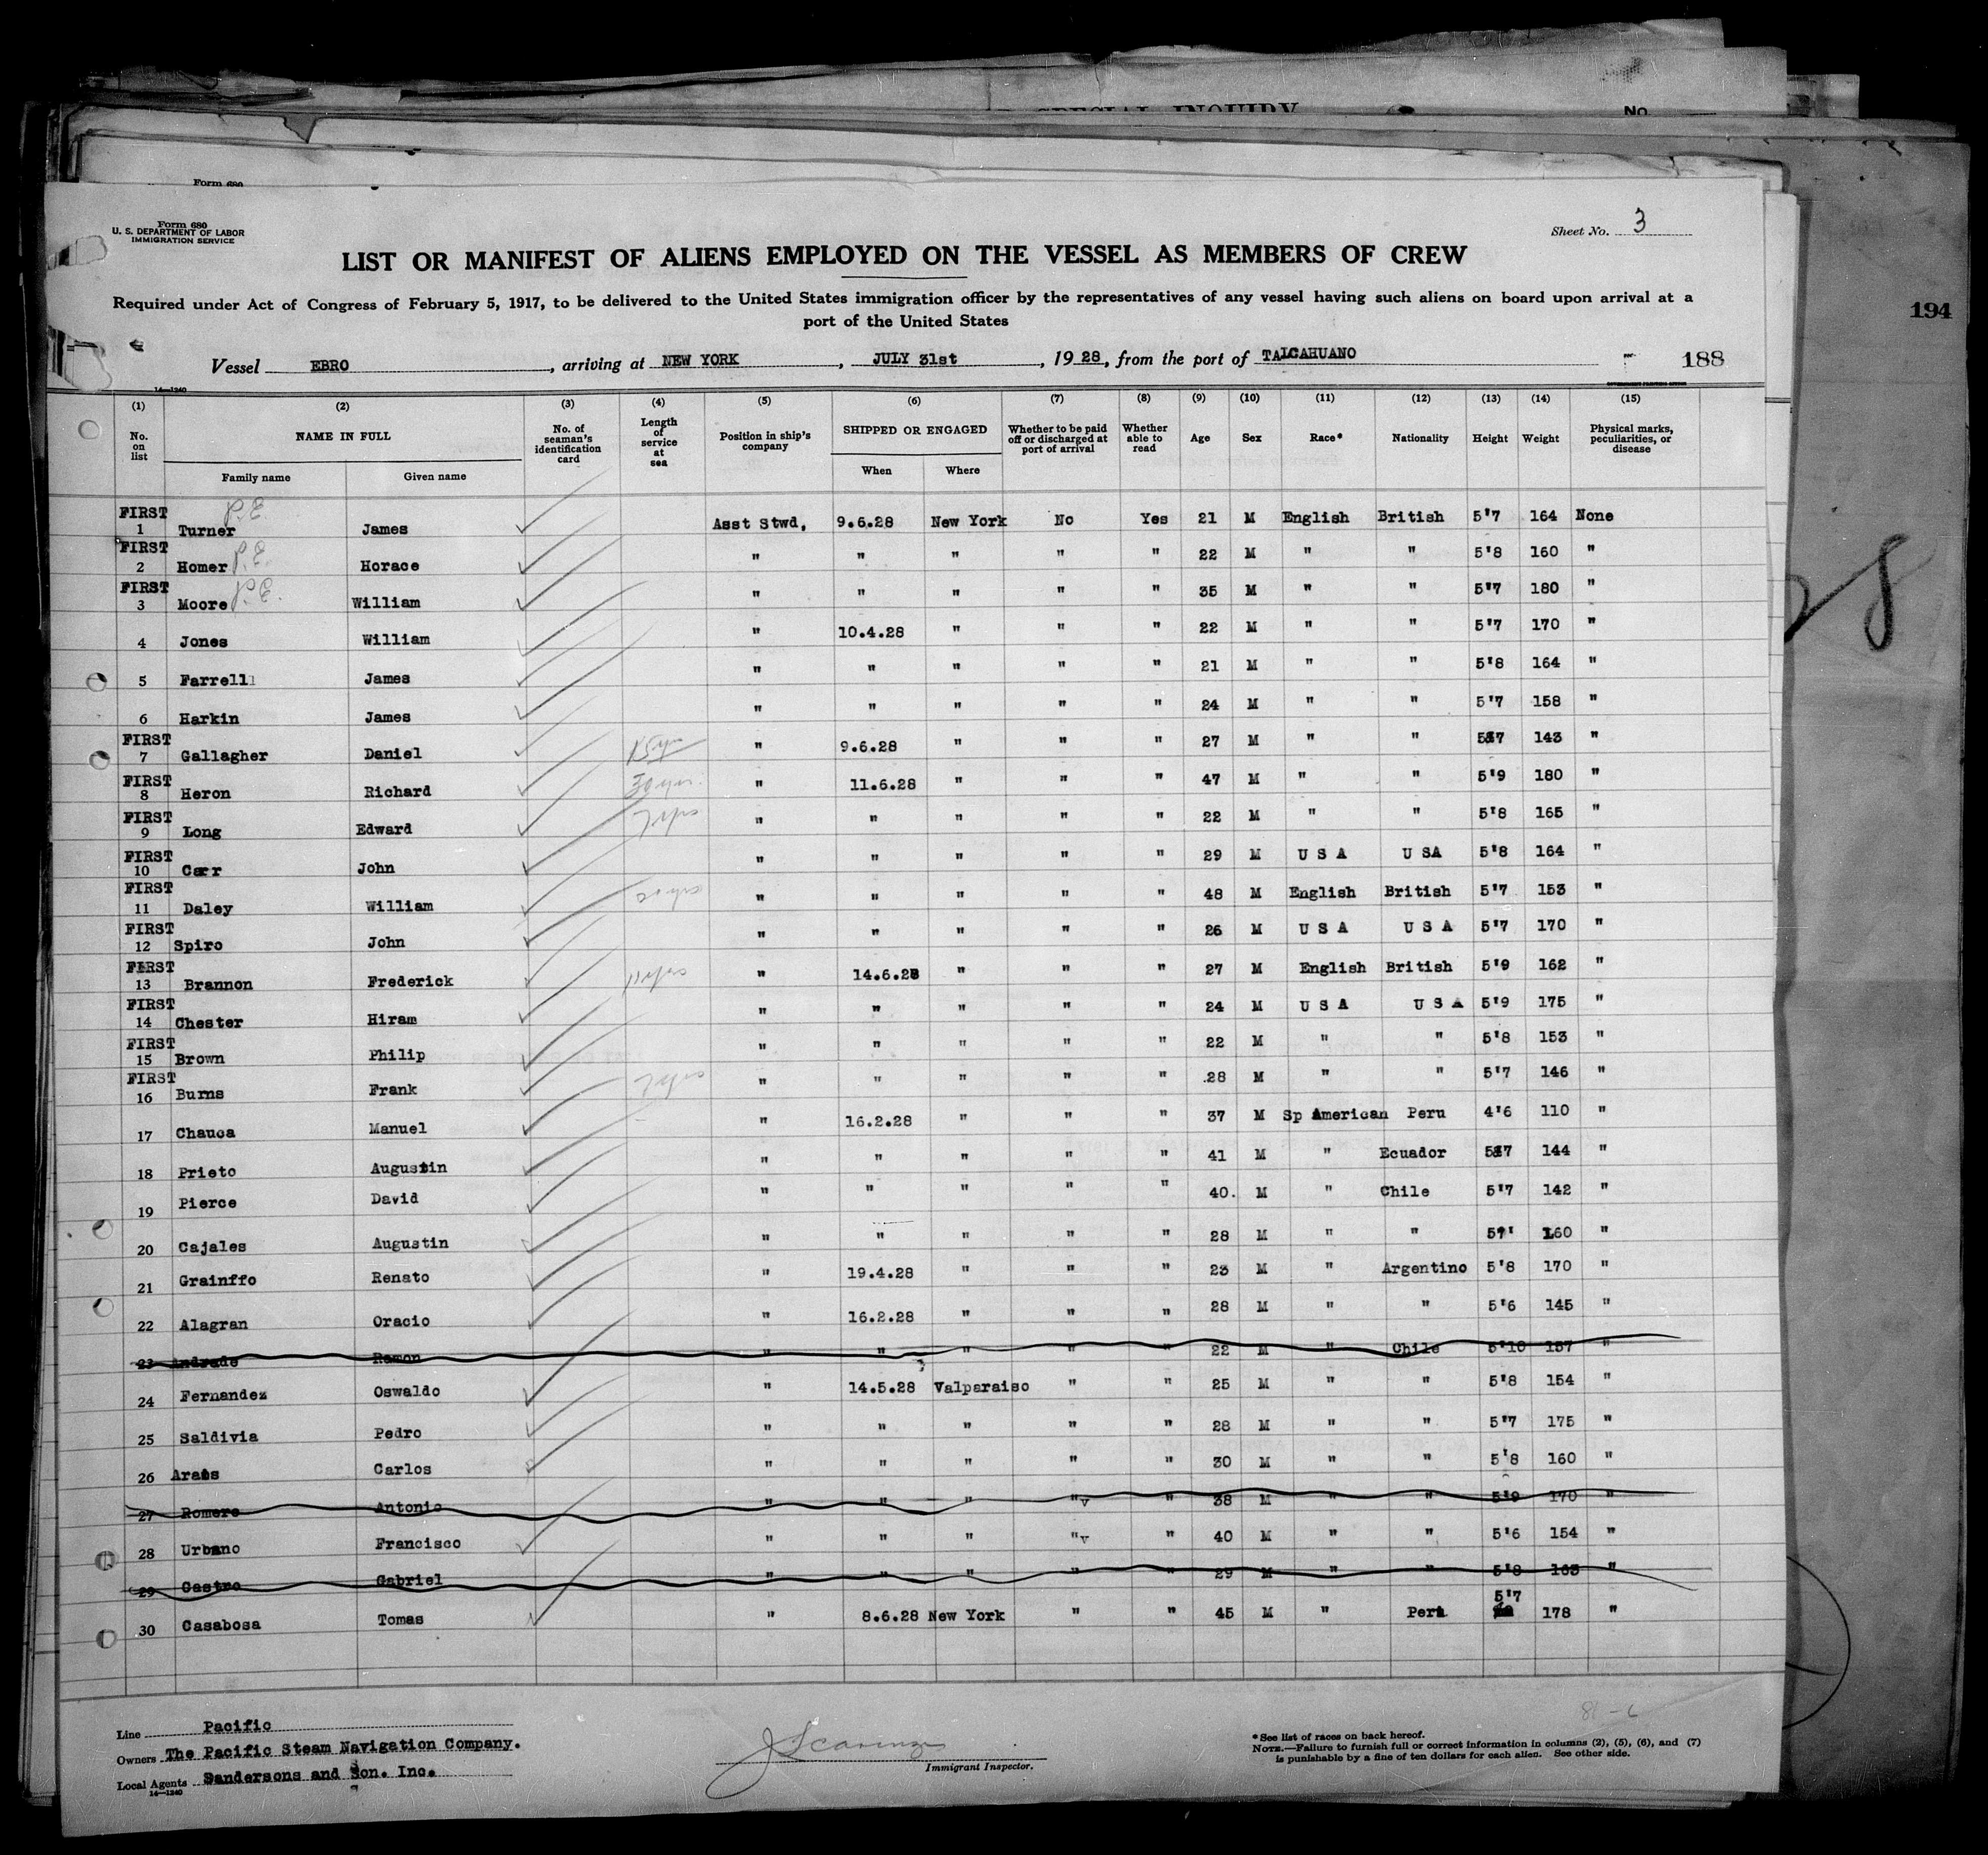 SPECIAL INQUIRY
No.
Form 680
194
Form 680
U. S. DEPARTMENT OF LABOR
IMMIGRATION SERVICE
Sheet No. 3
LIST OR MANIFEST OF ALIENS EMPLOYED ON THE VESSEL AS MEMBERS OF CREW
Required under Act of Congress of February 5, 1917, to be delivered to the United States immigration officer by the representatives of any vessel having such aliens on board upon arrival at a
port of the United States
Vessel EBRO, arriving at NEW YORK, JULY 31st, 1928, from the port of TALCAHUANO 188
14—1240
(1) (2) (3) (4) (5) (6) (7) (8) (9) (10) (11) (12) (13) (14) (15)
No. on list NAME IN FULL Family name Given name No. of seaman's identification card Length of service at sea Position in ship's company SHIPPED OR ENGAGED When Where Whether to be paid off or discharged at port of arrival Whether able to read Age Sex Race* Nationality Height Weight Physical marks, peculiarities, or disease
FIRST 1 Turner P.E. James Asst Stwd, 9.6.28 New York No Yes 21 M English British 5'7 164 None
FIRST 2 Homer P.E. Horace " " " " " 22 M " " 5'8 160 "
FIRST 3 Moore P.E. William " " " " " 35 M " " 5'7 180 "
4 Jones William " 10.4.28 " " " 22 M " " 5'7 170 "
5 Farrell James " " " " " 21 M " " 5'8 164 "
6 Harkin James " " " " " 24 M " " 5'7 158 "
FIRST 7 Gallagher Daniel 15 yrs " 9.6.28 " " " 27 M " " 5'7 143 "
FIRST 8 Heron Richard 30 yrs. " 11.6.28 " " " 47 M " " 5'9 180 "
FIRST 9 Long Edward 7 yrs " " " " " 22 M " " 5'8 165 "
FIRST 10 Carr John " " " " " 29 M U S A U SA 5'8 164 "
FIRST 11 Daley William " " " " " 48 M English British 5'7 153 "
FIRST 12 Spiro John " " " " " 26 M U S A U S A 5'7 170 "
FIRST 13 Brannon Frederick 11 yrs " 14.6.28 " " " 27 M English British 5'9 162 "
FIRST 14 Chester Hiram " " " " " 24 M U S A U S A 5'9 175 "
FIRST 15 Brown Philip " " " " " 22 M " " 5'8 153 "
FIRST 16 Burns Frank 7 yrs " " " " " 28 M " " 5'7 146 "
17 Chauca Manuel " 16.2.28 " " " 37 M Sp American Peru 4'6 110 "
18 Prieto Augustin " " " " " 41 M " Ecuador 5'7 144 "
19 Pierce David " " " " " 40. M " Chile 5'7 142 "
20 Cajales Augustin " " " " " 28 M " " 160 "
21 Grainffo Renato " 19.4.28 " " " 23 M " Argentino 5'8 170 "
22 Alagran Oracio " 16.2.28 " " " 28 M " " 5'6 145 "
23 Andrade Ramon " " " " " 22 M " Chile 5'10 157 "
24 Fernandez Oswaldo " 14.5.28 Valparaiso " " 25 M " " 5'8 154 "
25 Saldivia Pedro " " " " " 28 M " " 5'7 175 "
26 Carlos " " " " " 30 M " " 5'8 160 "
27 Romero Antonio " " " " " 38 M " " 5'9 170 "
28 Urbano Francisco " " " " " 40 M " " 5'6 154 "
29 Castro Gabriel " " " " " 29 M " " 5'8 163 "
30 Casabosa Tomas " 8.6.28 New York " " 45 M " Peru 5'7 178 "
Line Pacific
Owners The Pacific Steam Navigation Company.
Local Agents Sandersons and Son. Inc.
14—1240
Immigrant Inspector.
81-6
*See list of races on back hereof.
NOTE.—Failure to furnish full or correct information in columns (2), (5), (6), and (7)
is punishable by a fine of ten dollars for each alien. See other side.